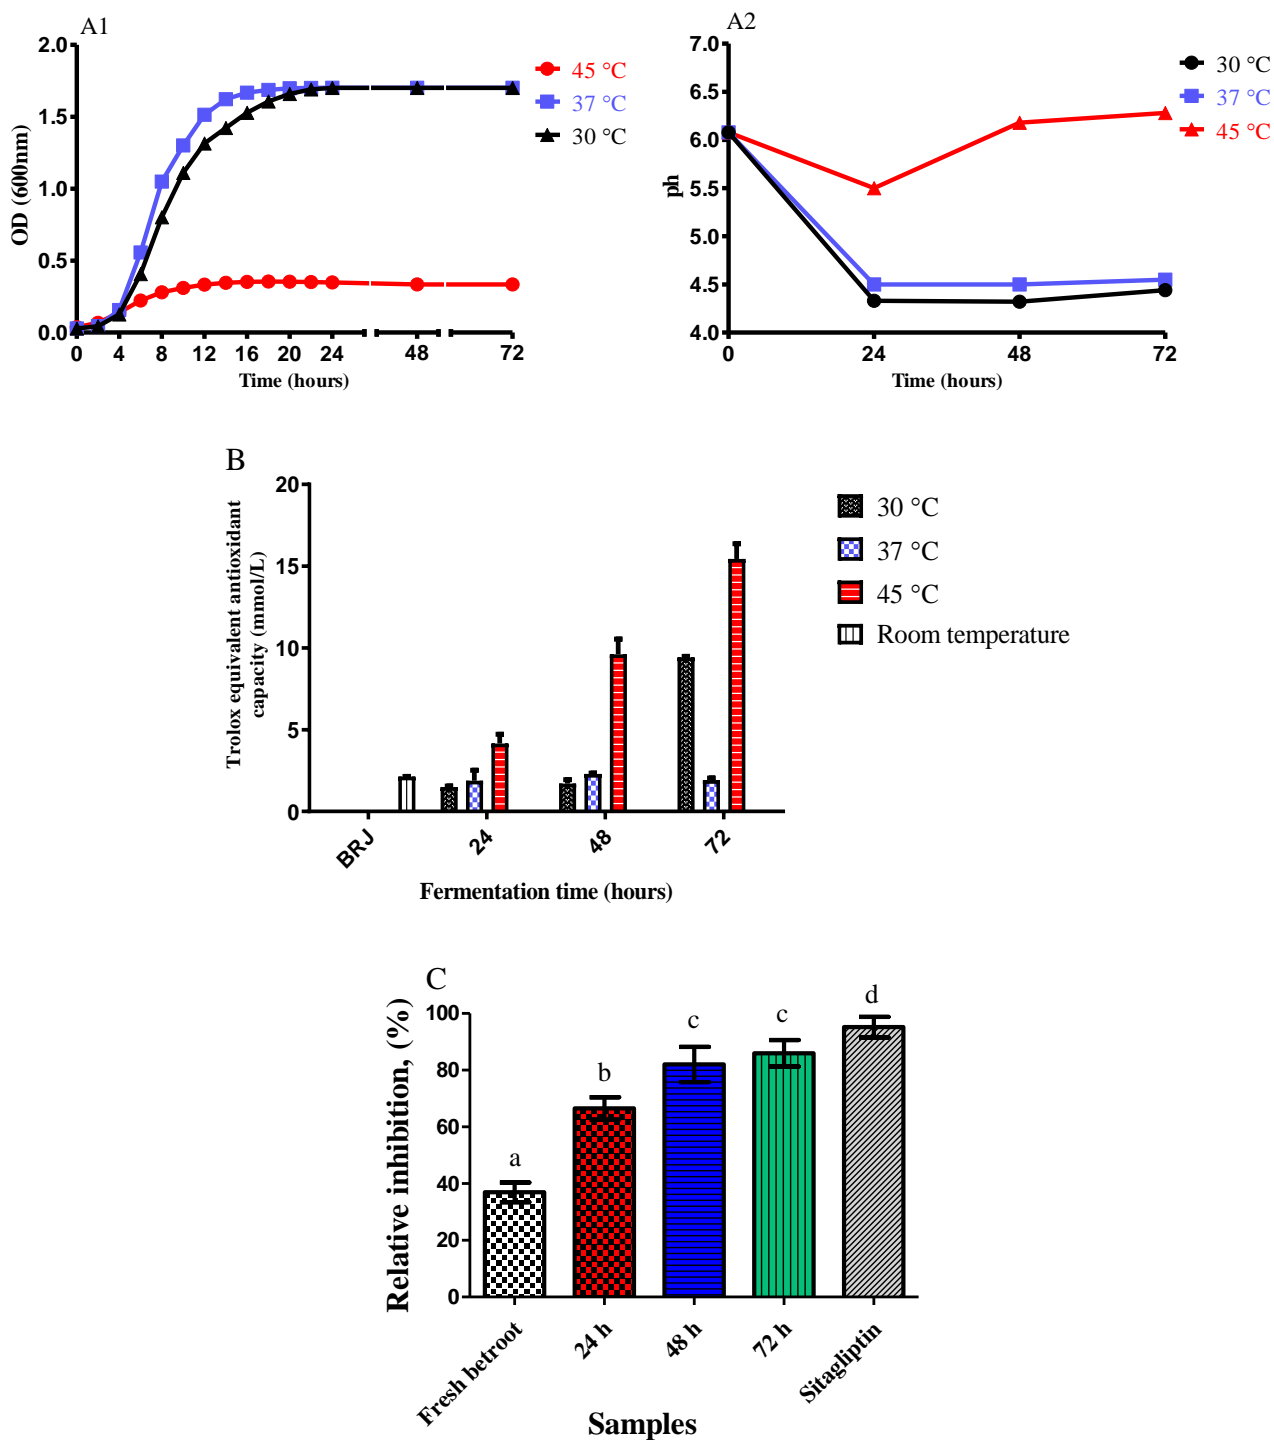 A1
2.0
1.5
1.0
0.5
0.0
OD (600nm)
0 4 8 12 16 20 24 48 72
Time (hours)
45 °C
37 °C
30 °C
A2
7.0
6.5
6.0
5.5
5.0
4.5
4.0
ph
0 24 48 72
Time (hours)
30 °C
37 °C
45 °C
B
20
15
10
5
0
Trolox equivalent antioxidant
capacity (mmol/L)
BRJ 24 48 72
Fermentation time (hours)
30 °C
37 °C
45 °C
Room temperature
C
100
80
60
40
20
0
Relative inhibition, (%)
a
b
c
c
d
Fresh betroot
24 h
48 h
72 h
Sitagliptin
Samples